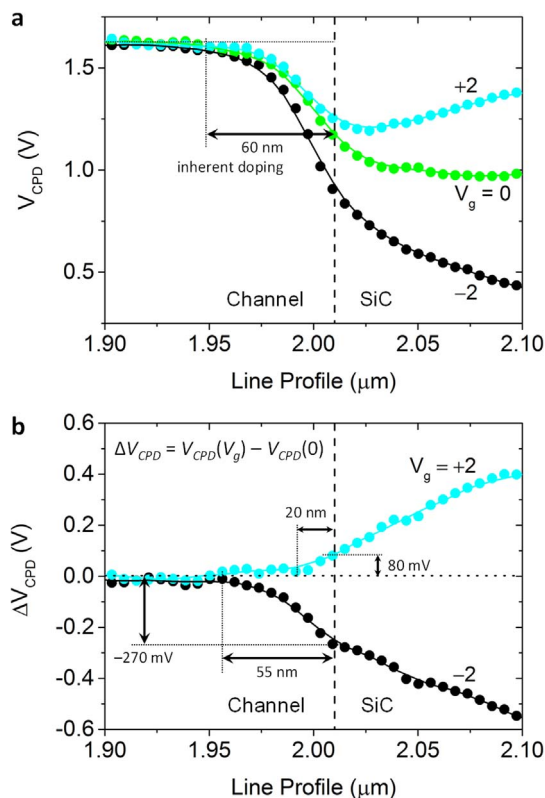 a
1.5
1.0
0.5
V_CPD (V)
+2
V_g = 0
−2
60 nm
inherent doping
Channel
SiC
1.90
1.95
2.00
2.05
2.10
Line Profile (μm)
b
ΔV_CPD = V_CPD(V_g) − V_CPD(0)
0.6
0.4
0.2
0.0
-0.2
-0.4
-0.6
ΔV_CPD (V)
V_g = +2
20 nm
80 mV
−270 mV
55 nm
−2
Channel
SiC
1.90
1.95
2.00
2.05
2.10
Line Profile (μm)